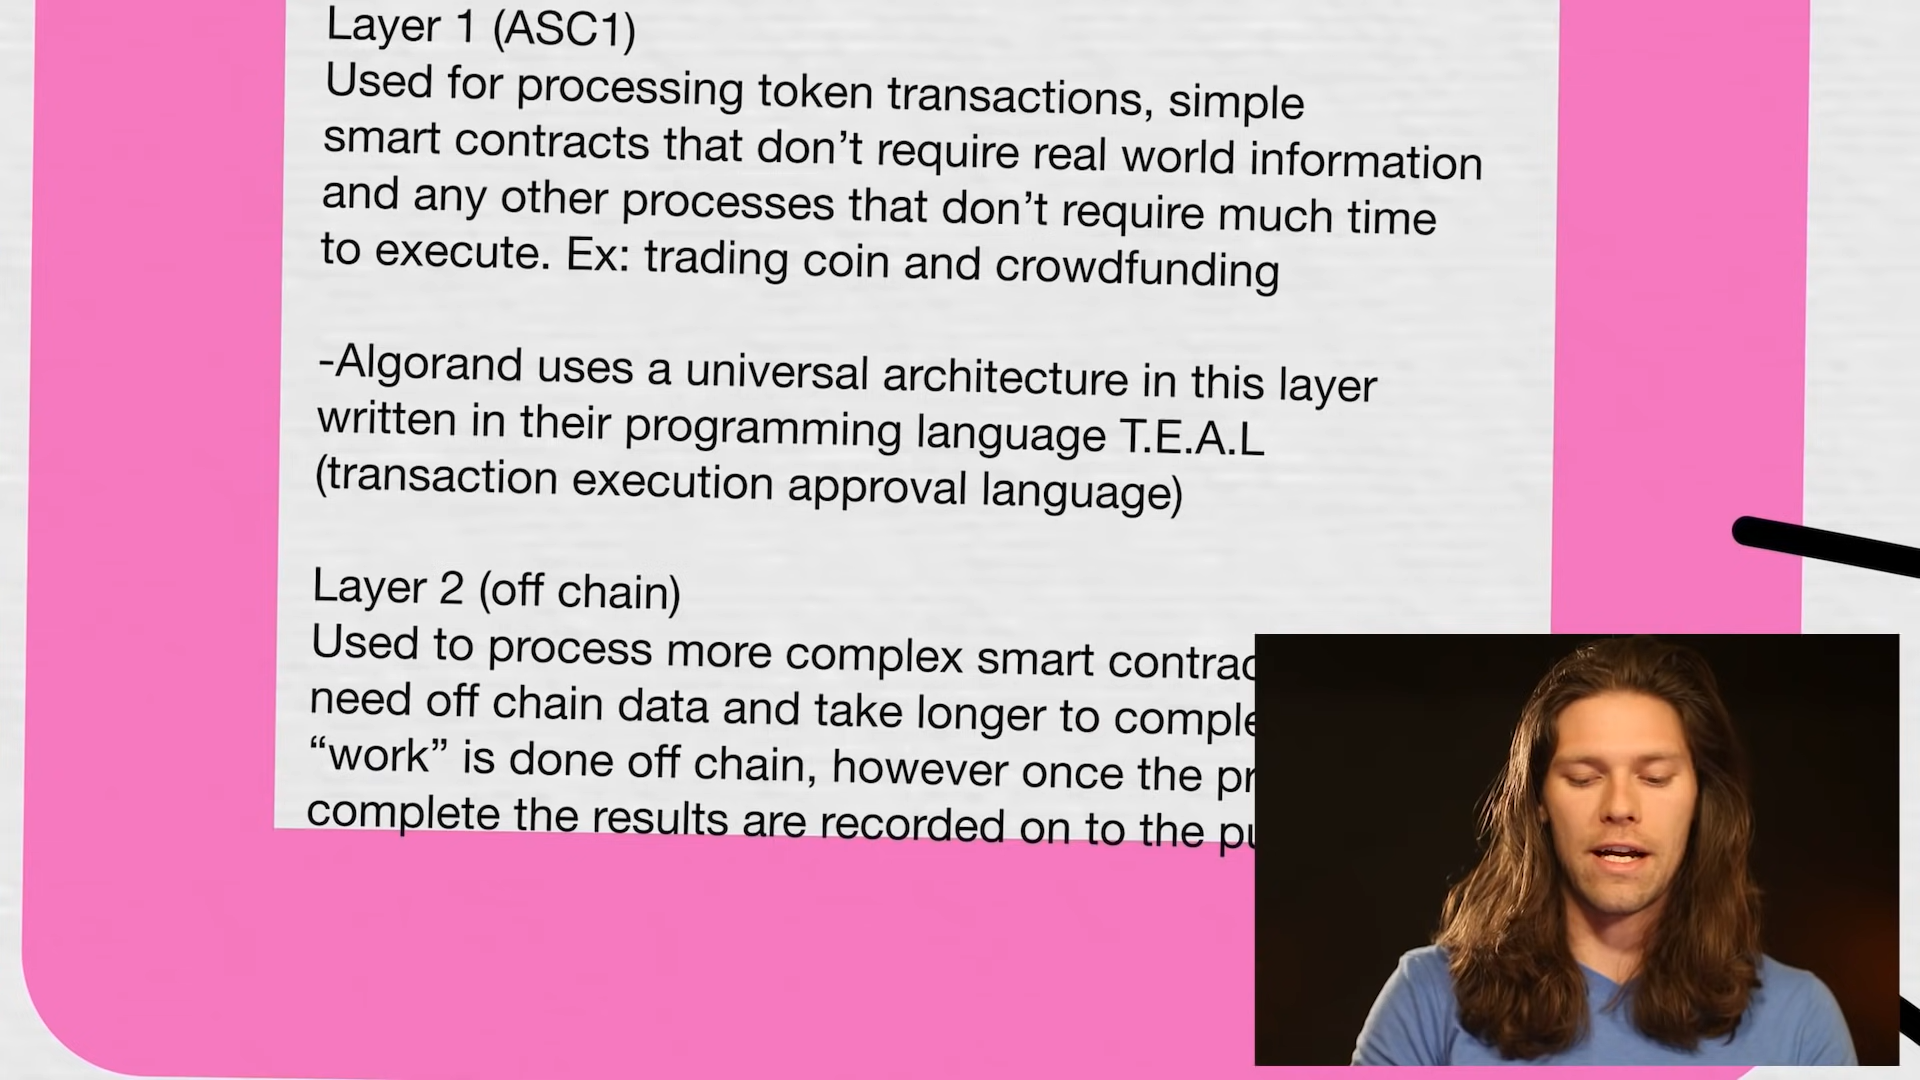 Layer 1 (ASC1)
Used for processing token transactions, simple
smart contracts that don’t require real world information
and any other processes that don’t require much time
to execute. Ex: trading coin and crowdfunding
-Algorand uses a universal architecture in this layer
written in their programming language T.E.A.L
(transaction execution approval language)
Layer 2 (off chain)
Used to process more complex smart
need off chain data and take longer to
“work” is done off chain, however once the
complete the results are recorded on to the